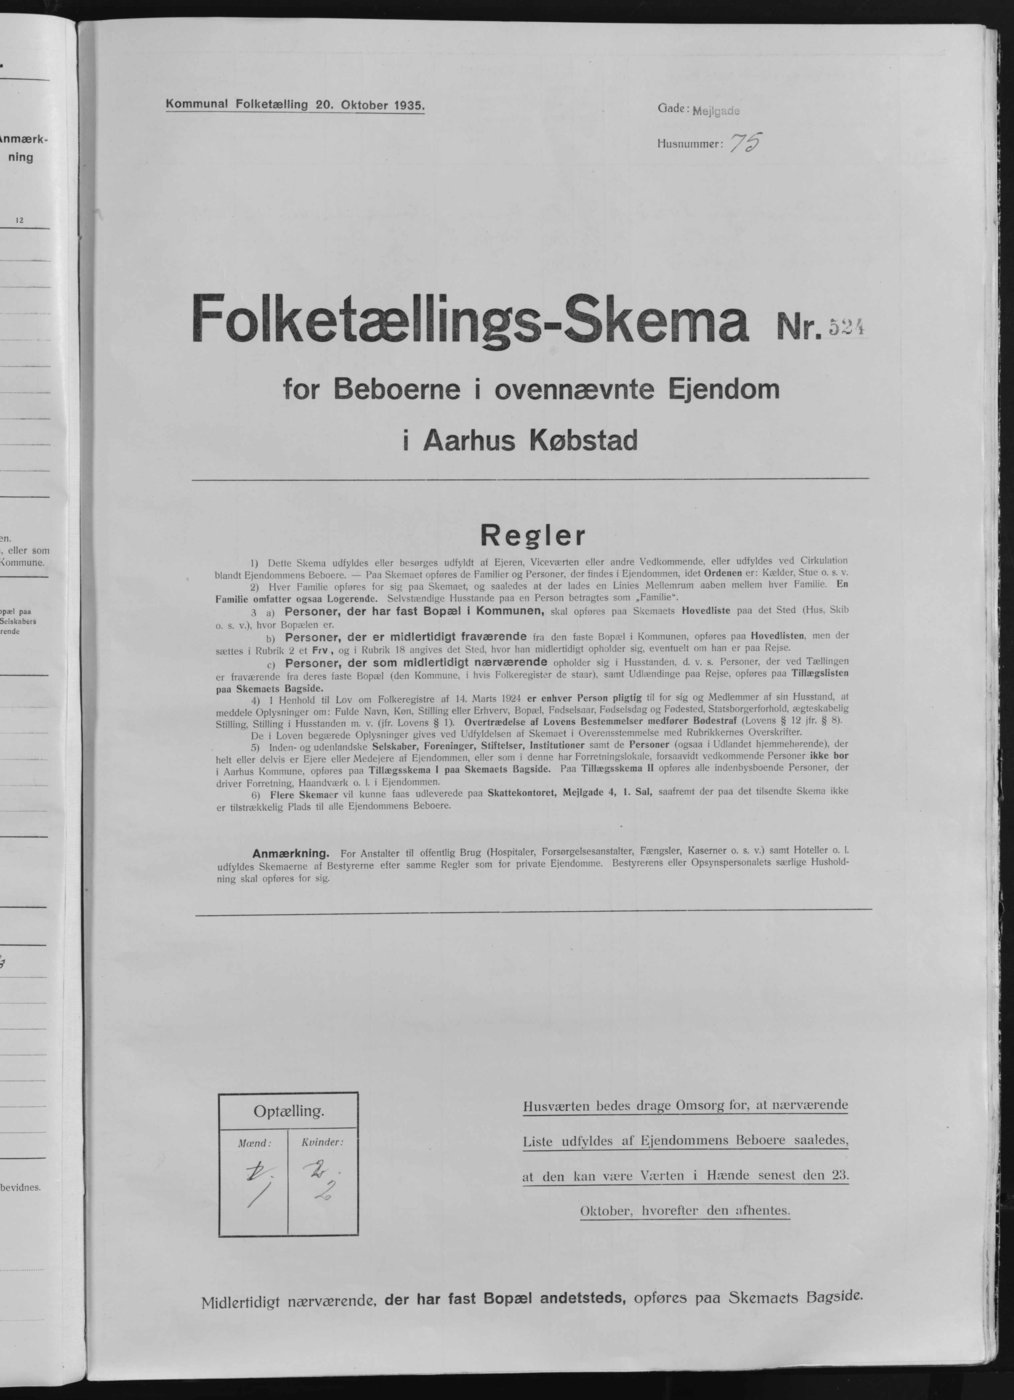 nmærk-
ning
12
en.
, eller som
Kommune.
opæl paa
Selskabers
rende
bevidnes.
Kommunal Folketælling 20. Oktober 1935.
Gade: Mejlgade
Husnummer: 75
Folketællings-Skema Nr. 524
for Beboerne i ovennævnte Ejendom
i Aarhus Købstad
Regler
1) Dette Skema udfyldes eller besørges udfyldt af Ejeren, Viceværten eller andre Vedkommende, eller udfyldes ved Cirkulation
blandt Ejendommens Beboere. — Paa Skemaet opføres de Familier og Personer, der findes i Ejendommen, idet Ordenen er: Kælder, Stue o. s. v.
2) Hver Familie opføres for sig paa Skemaet, og saaledes at der lades en Linies Mellemrum aaben mellem hver Familie. En
Familie omfatter ogsaa Logerende. Selvstændige Husstande paa en Person betragtes som „Familie“.
3 a) Personer, der har fast Bopæl i Kommunen, skal opføres paa Skemaets Hovedliste paa det Sted (Hus, Skib
o. s. v.), hvor Bopælen er.
b) Personer, der er midlertidigt fraværende fra den faste Bopæl i Kommunen, opføres paa Hovedlisten, men der
sættes i Rubrik 2 et Frv., og i Rubrik 18 angives det Sted, hvor han midlertidigt opholder sig, eventuelt om han er paa Rejse.
c) Personer, der som midlertidigt nærværende opholder sig i Husstanden, d. v. s. Personer, der ved Tællingen
er fraværende fra deres faste Bopæl (den Kommune, i hvis Folkeregister de staar), samt Udlændinge paa Rejse, opføres paa Tillægslisten
paa Skemaets Bagside.
4) I Henhold til Lov om Folkeregistre af 14. Marts 1924 er enhver Person pligtig til for sig og Medlemmer af sin Husstand, at
meddele Oplysninger om: Fulde Navn, Kon, Stilling eller Erhverv, Bopæl, Fødselsaar, Fødselsdag og Fødested, Statsborgerforhold, ægteskabelig
Stilling, Stilling i Husstanden m. v. (jfr. Lovens § 1). Overtrædelse af Lovens Bestemmelser medfører Bødestraf (Lovens § 12 jfr. § 8).
De i Loven begærede Oplysninger gives ved Udfyldelsen af Skemaet i Overensstemmelse med Rubrikkernes Overskrifter.
5) Inden- og udenlandske Selskaber, Foreninger, Stiftelser, Institutioner samt de Personer (ogsaa i Udlandet hjemmehørende), der
helt eller delvis er Ejere eller Medejere af Ejendommen, eller som i denne har Forretningslokale, forsaavidt vedkommende Personer ikke bor
i Aarhus Kommune, opføres paa Tillægsskema I paa Skemaets Bagside. Paa Tillægsskema II opføres alle indenbysboende Personer, der
driver Forretning, Haandværk o. l. i Ejendommen.
6) Flere Skemaer vil kunne faas udleverede paa Skattekontoret, Mejlgade 4, 1. Sal, saafremt der paa det tilsendte Skema ikke
er tilstrækkelig Plads til alle Ejendommens Beboere.
Anmærkning. For Anstalter til offentlig Brug (Hospitaler, Forsørgelsesanstalter, Fængsler, Kaserner o. s. v.) samt Hoteller o. l.
udfyldes Skemaerne af Bestyrerne efter samme Regler som for private Ejendomme. Bestyrerens eller Opsynspersonalets særlige Hushold-
ning skal opføres for sig.
Optælling.
Mænd: Kvinder:
2.
1 2
Husværten bedes drage Omsorg for, at nærværende
Liste udfyldes af Ejendommens Beboere saaledes,
at den kan være Værten i Hænde senest den 23.
Oktober, hvorefter den afhentes.
Midlertidigt nærværende, der har fast Bopæl andetsteds, opføres paa Skemaets Bagside.